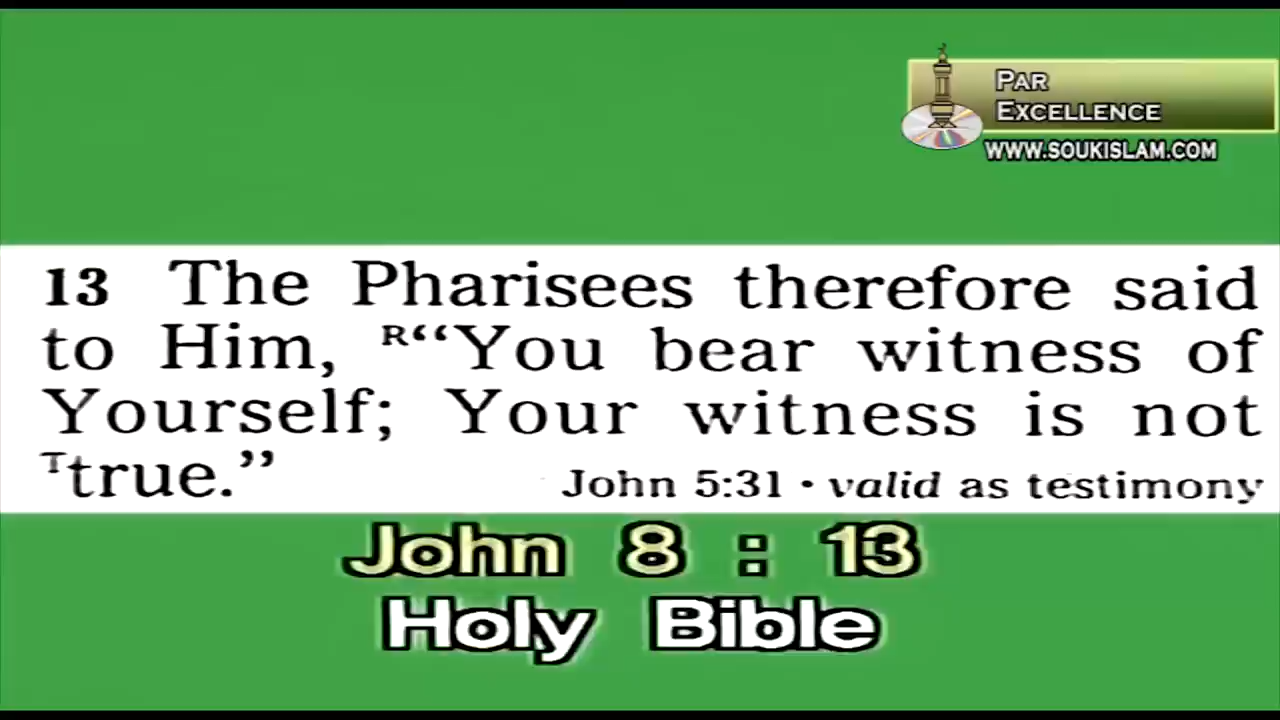 PAR
EXCELLENCE
WWW.SOUKISLAM.COM
13 The Pharisees therefore said
to Him, R“You bear witness of
Yourself; Your witness is not
Ttrue.” John 5:31 • valid as testimony
John 8 : 13
Holy Bible